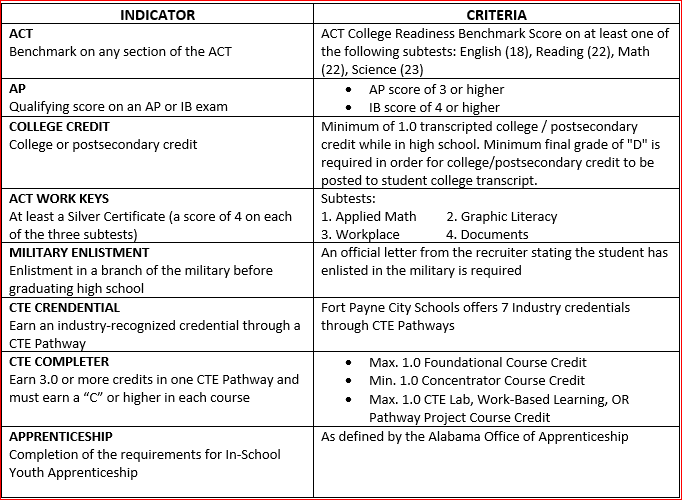 INDICATOR
CRITERIA
ACT
Benchmark on any section of the ACT
ACT College Readiness Benchmark Score on at least one of
the following subtests: English (18), Reading (22), Math
(22), Science (23)
AP
Qualifying score on an AP or IB exam
• AP score of 3 or higher
• IB score of 4 or higher
COLLEGE CREDIT
College or postsecondary credit
Minimum of 1.0 transcripted college / postsecondary
credit while in high school. Minimum final grade of "D" is
required in order for college/postsecondary credit to be
posted to student college transcript.
ACT WORK KEYS
At least a Silver Certificate (a score of 4 on each
of the three subtests)
Subtests:
1. Applied Math 2. Graphic Literacy
3. Workplace 4. Documents
MILITARY ENLISTMENT
Enlistment in a branch of the military before
graduating high school
An official letter from the recruiter stating the student has
enlisted in the military is required
CTE CRENDENTIAL
Earn an industry-recognized credential through a
CTE Pathway
Fort Payne City Schools offers 7 Industry credentials
through CTE Pathways
CTE COMPLETER
Earn 3.0 or more credits in one CTE Pathway and
must earn a “C” or higher in each course
• Max. 1.0 Foundational Course Credit
• Min. 1.0 Concentrator Course Credit
• Max. 1.0 CTE Lab, Work-Based Learning, OR
Pathway Project Course Credit
APPRENTICESHIP
Completion of the requirements for In-School
Youth Apprenticeship
As defined by the Alabama Office of Apprenticeship